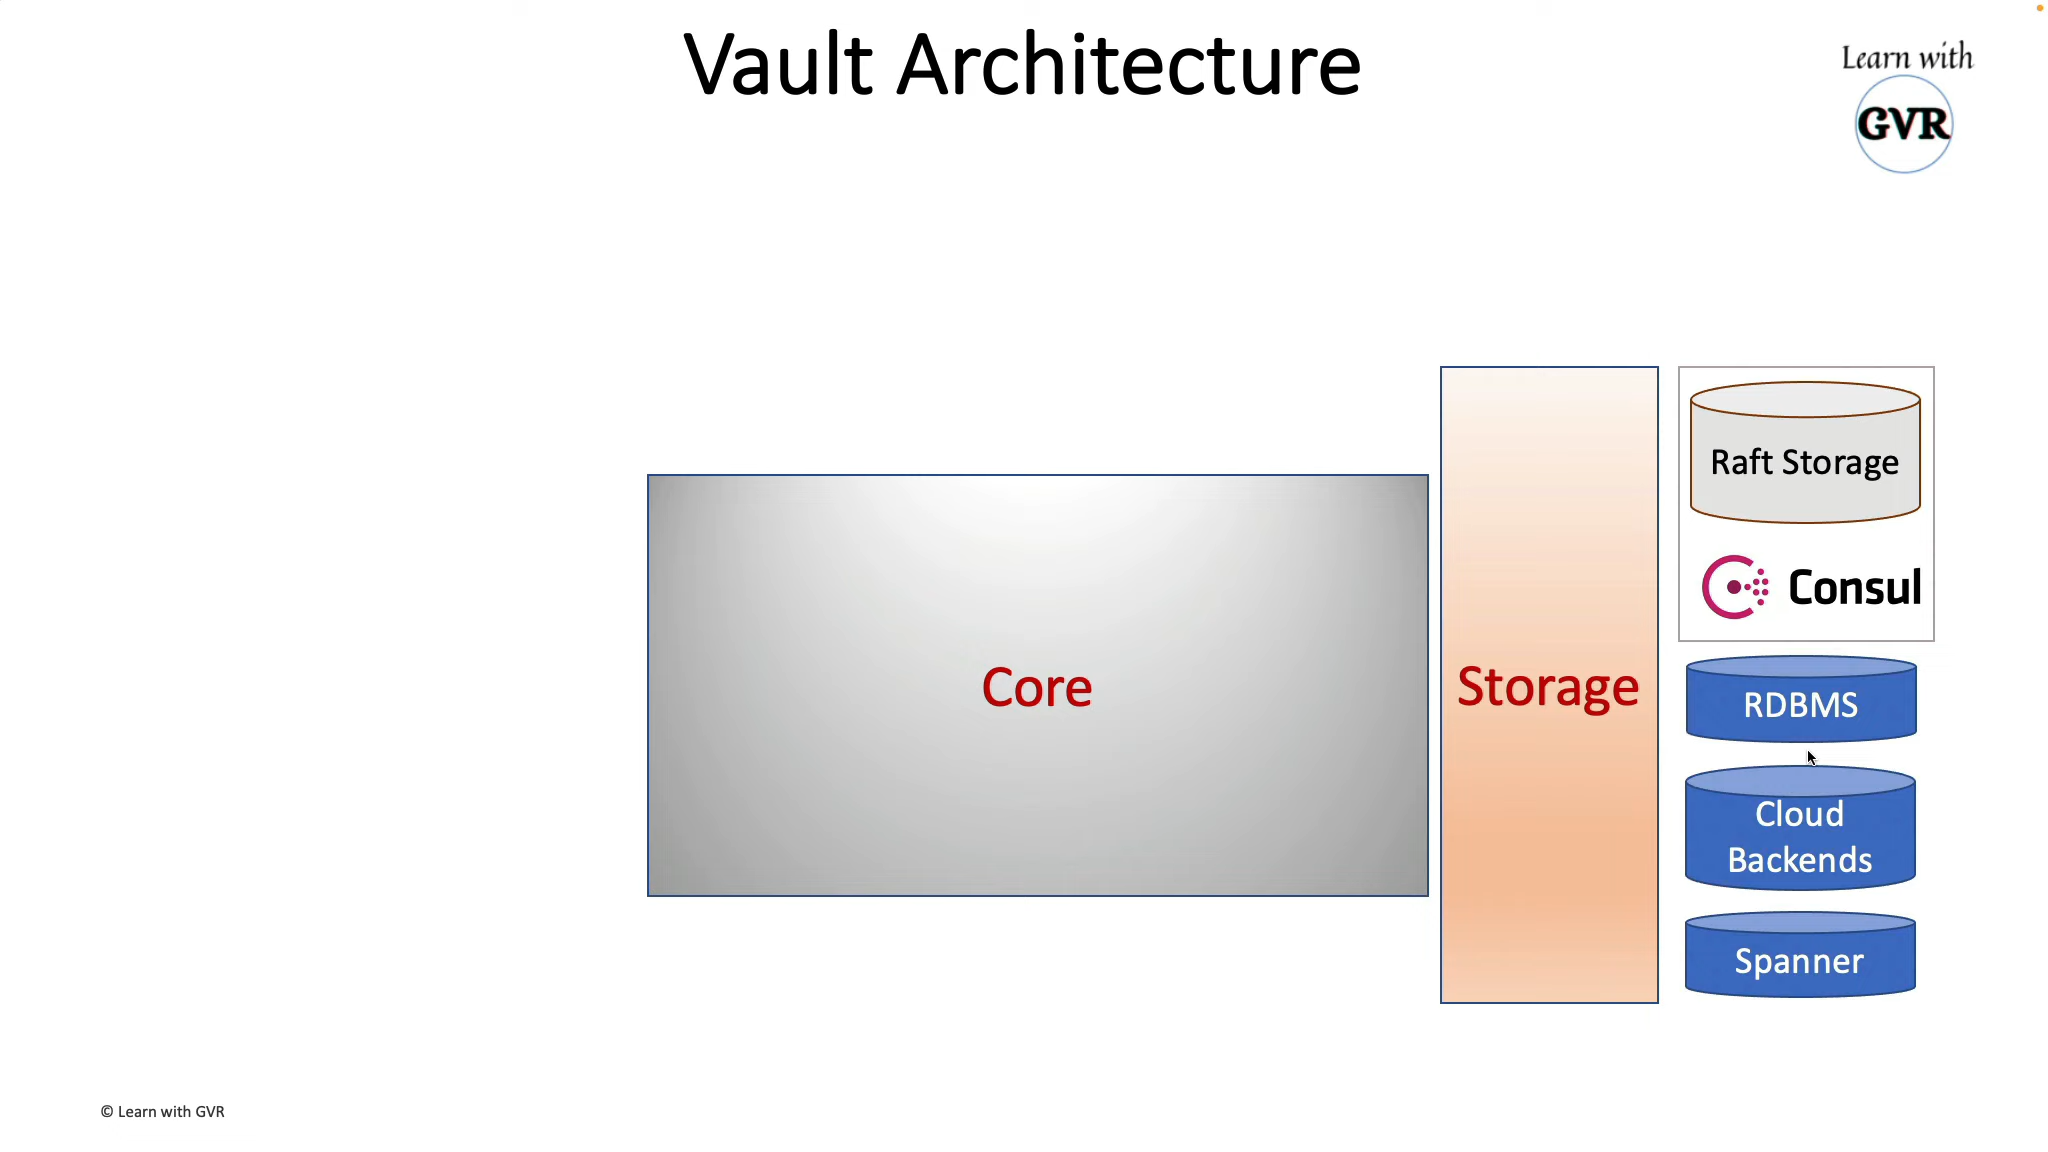 Vault Architecture
Learn with
GVR
Raft Storage
Consul
Core
Storage
RDBMS
Cloud
Backends
Spanner
© Learn with GVR